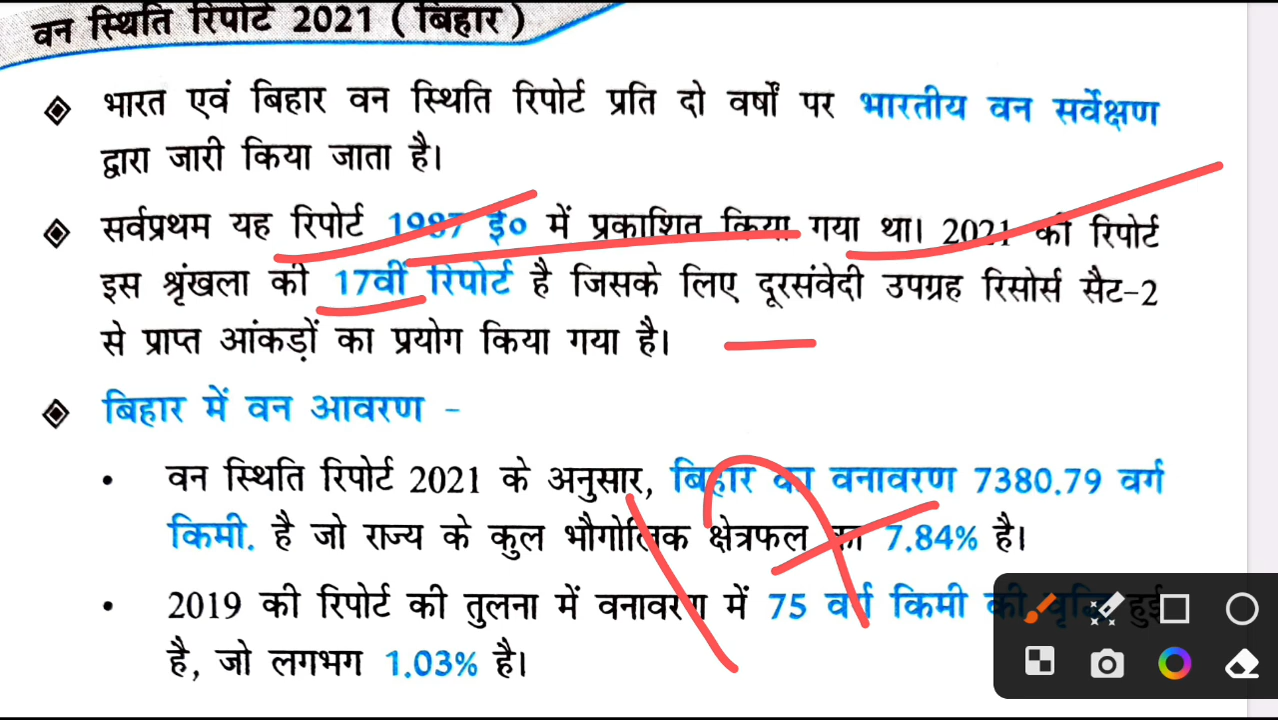 वन स्थिति रिपोर्ट 2021 ( बिहार )
भारत एवं बिहार वन स्थिति रिपोर्ट प्रति दो वर्षों पर भारतीय वन सर्वेक्षण
द्वारा जारी किया जाता है।
सर्वप्रथम यह रिपोर्ट 1987 ई० में प्रकाशित किया गया था। 2021 की रिपोर्ट
इस श्रृंखला की 17वीं रिपोर्ट है जिसके लिए दूरसंवेदी उपग्रह रिसोर्स सैट-2
से प्राप्त आंकड़ों का प्रयोग किया गया है।
बिहार में वन आवरण -
• वन स्थिति रिपोर्ट 2021 के अनुसार, बिहार का वनावरण 7380.79 वर्ग
किमी. है जो राज्य के कुल भौगोलिक क्षेत्रफल का 7.84% है।
• 2019 की रिपोर्ट की तुलना में वनावरण में 75 वर्ग किमी की वृद्धि हुई
है, जो लगभग 1.03% है।
17